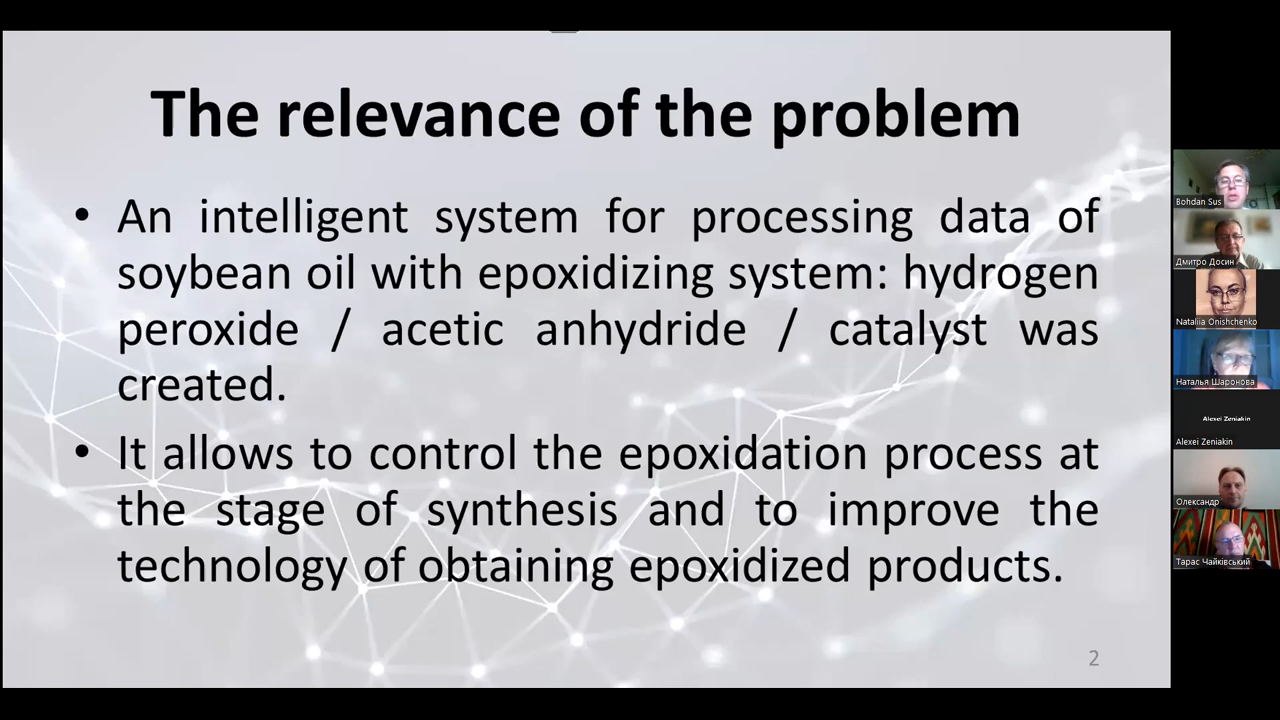 The relevance of the problem
• An intelligent system for processing data of
soybean oil with epoxidizing system: hydrogen
peroxide / acetic anhydride / catalyst was
created.
• It allows to control the epoxidation process at
the stage of synthesis and to improve the
technology of obtaining epoxidized products.
2
Bohdan Sus
Дмитро Досин
Nataliia Onishchenko
Наталья Шаронова
Alexei Zeniakin
Alexei Zeniakin
Олександр
Тарас Чайківський